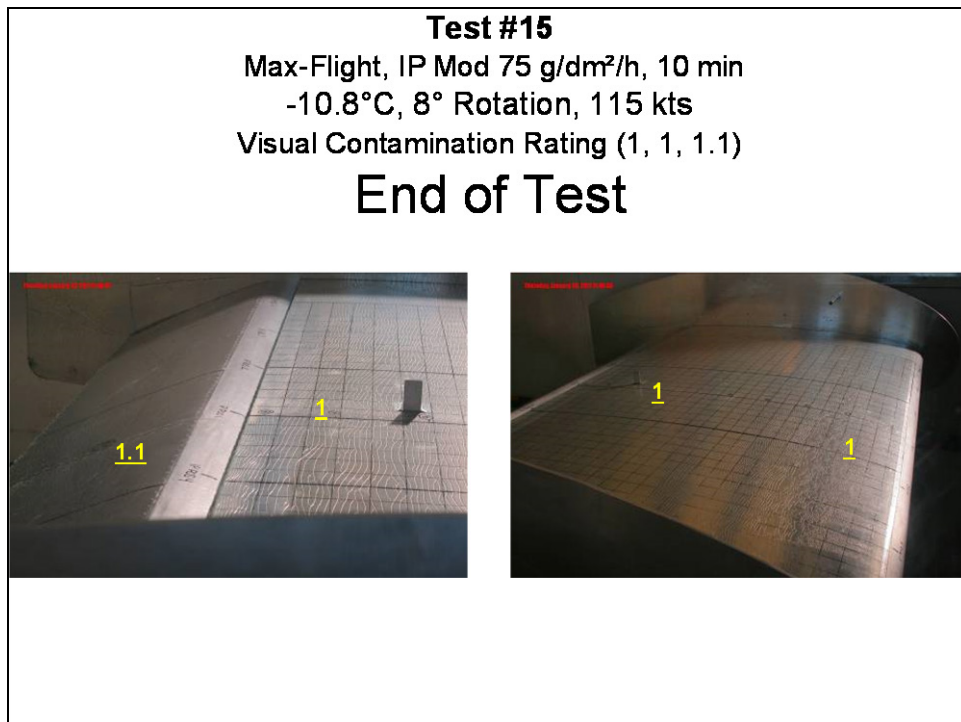 Test #15
Max-Flight, IP Mod 75 g/dm²/h, 10 min
-10.8°C, 8° Rotation, 115 kts
Visual Contamination Rating (1, 1, 1.1)
End of Test
1.1
1
1
1